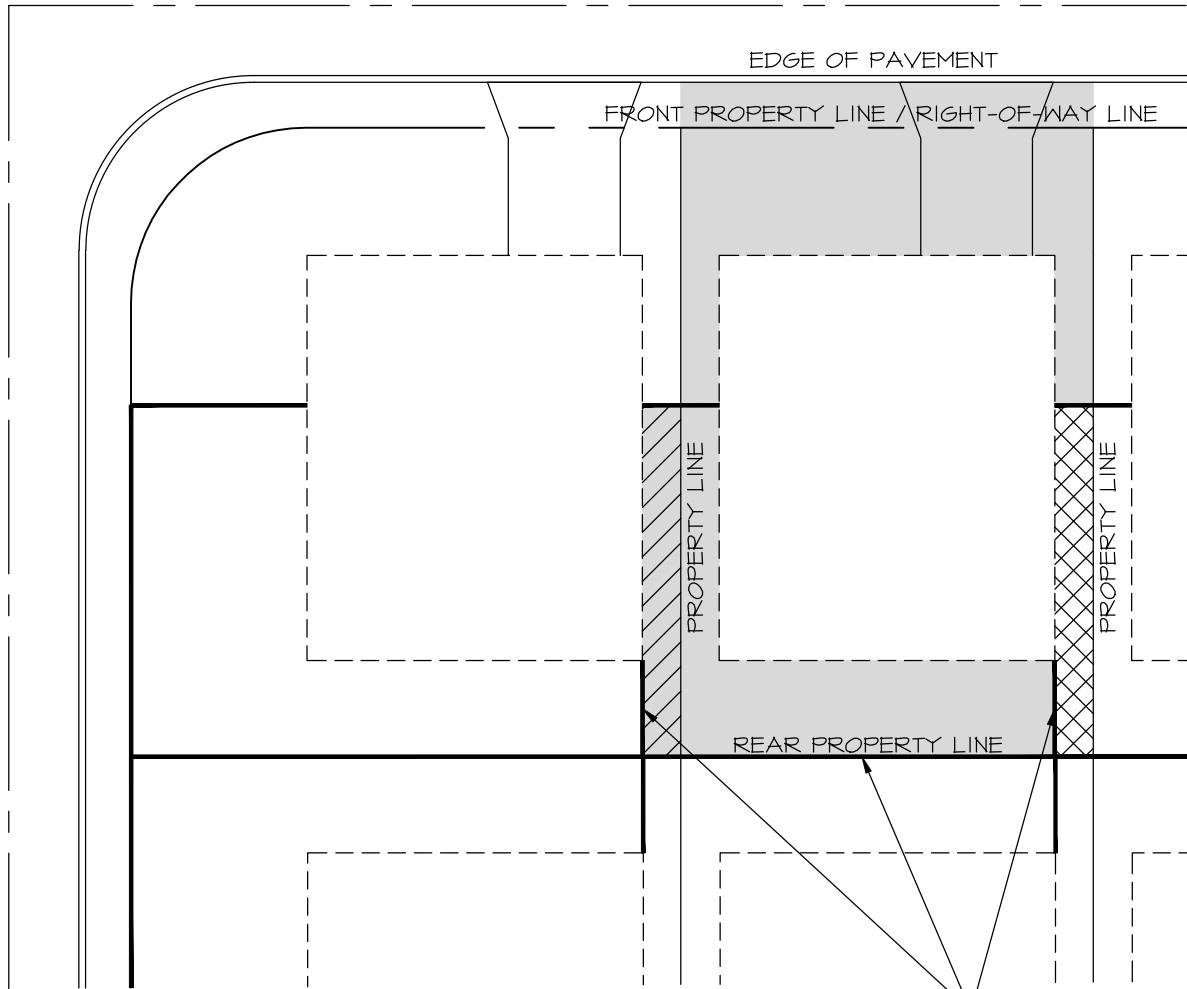 EDGE OF PAVEMENT
FRONT PROPERTY LINE / RIGHT-OF-WAY LINE
PROPERTY LINE
PROPERTY LINE
REAR PROPERTY LINE